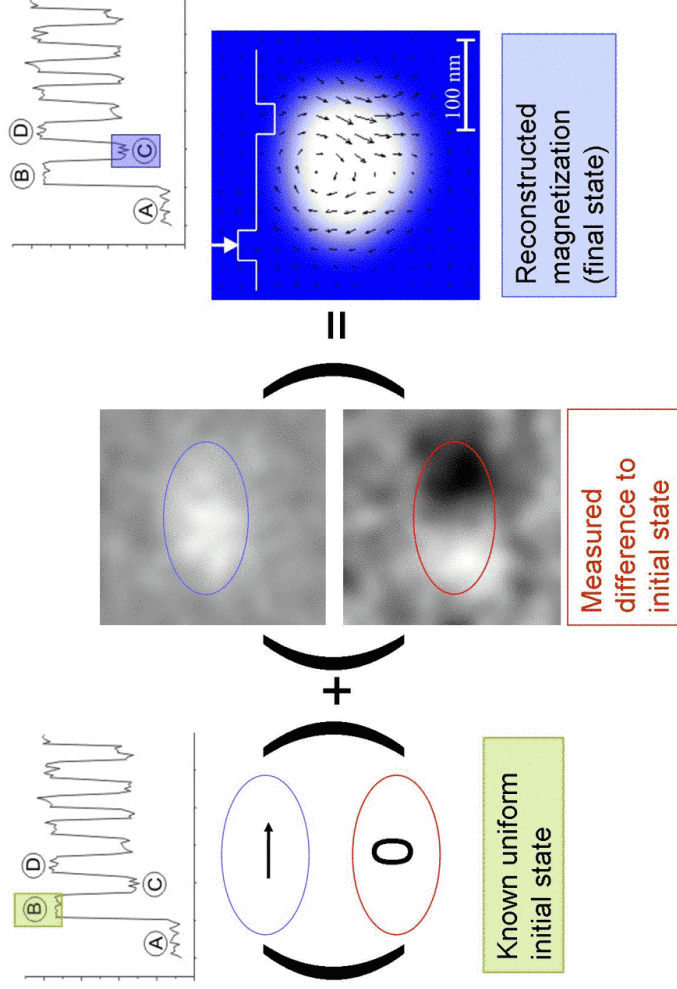 A
B
C
D
0
Known uniform
initial state
+
Measured
difference to
initial state
=
A
B
C
D
100 nm
Reconstructed
magnetization
(final state)